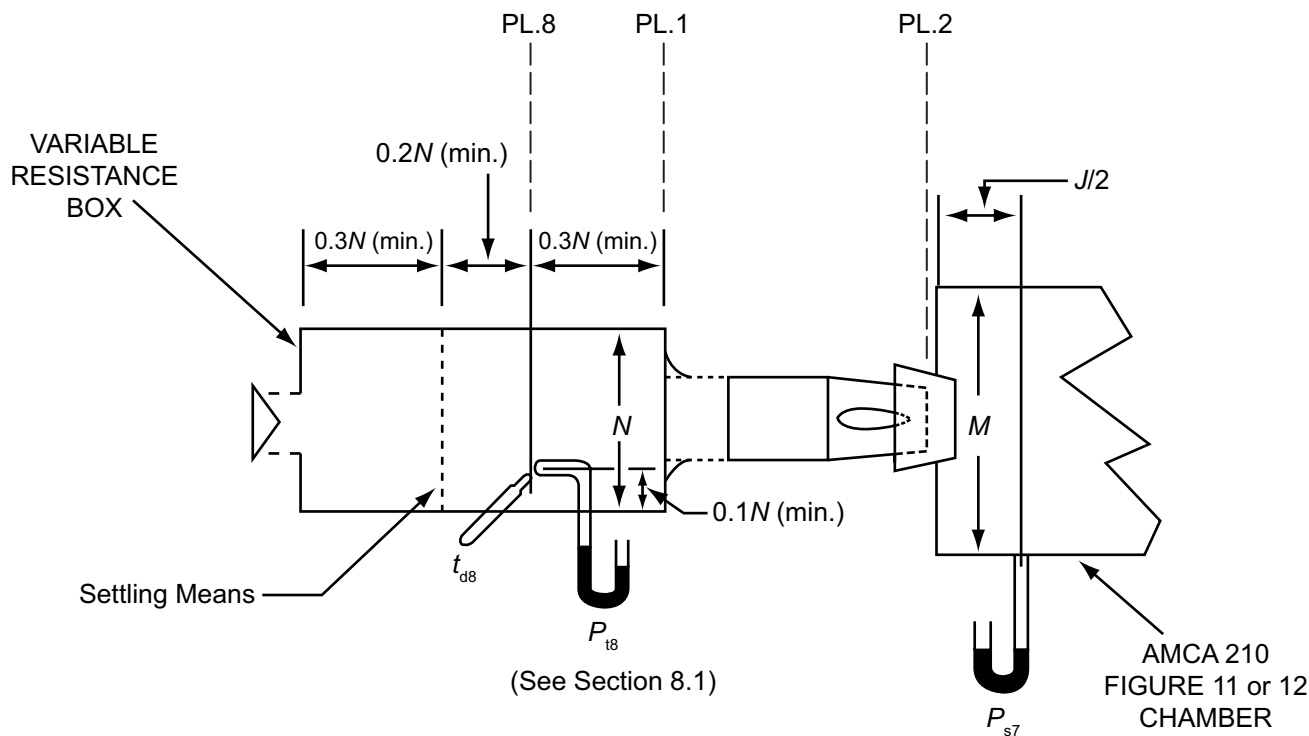 PL.8
PL.1
PL.2
VARIABLE
RESISTANCE
BOX
0.2N (min.)
J/2
0.3N (min.)
0.3N (min.)
N
M
0.1N (min.)
td8
Settling Means
Pt8
(See Section 8.1)
Ps7
AMCA 210
FIGURE 11 or 12
CHAMBER